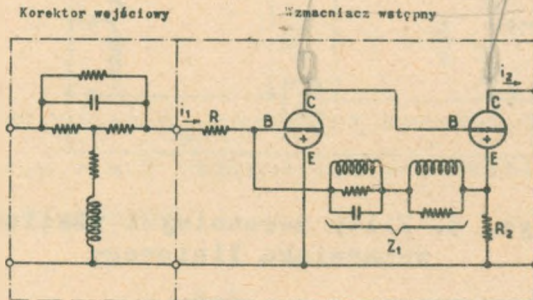 Korektor wejściowy
Wzmacniacz wstępny
i₁
R
B
C
E
B
C
E
i₂
Z₁
R₂